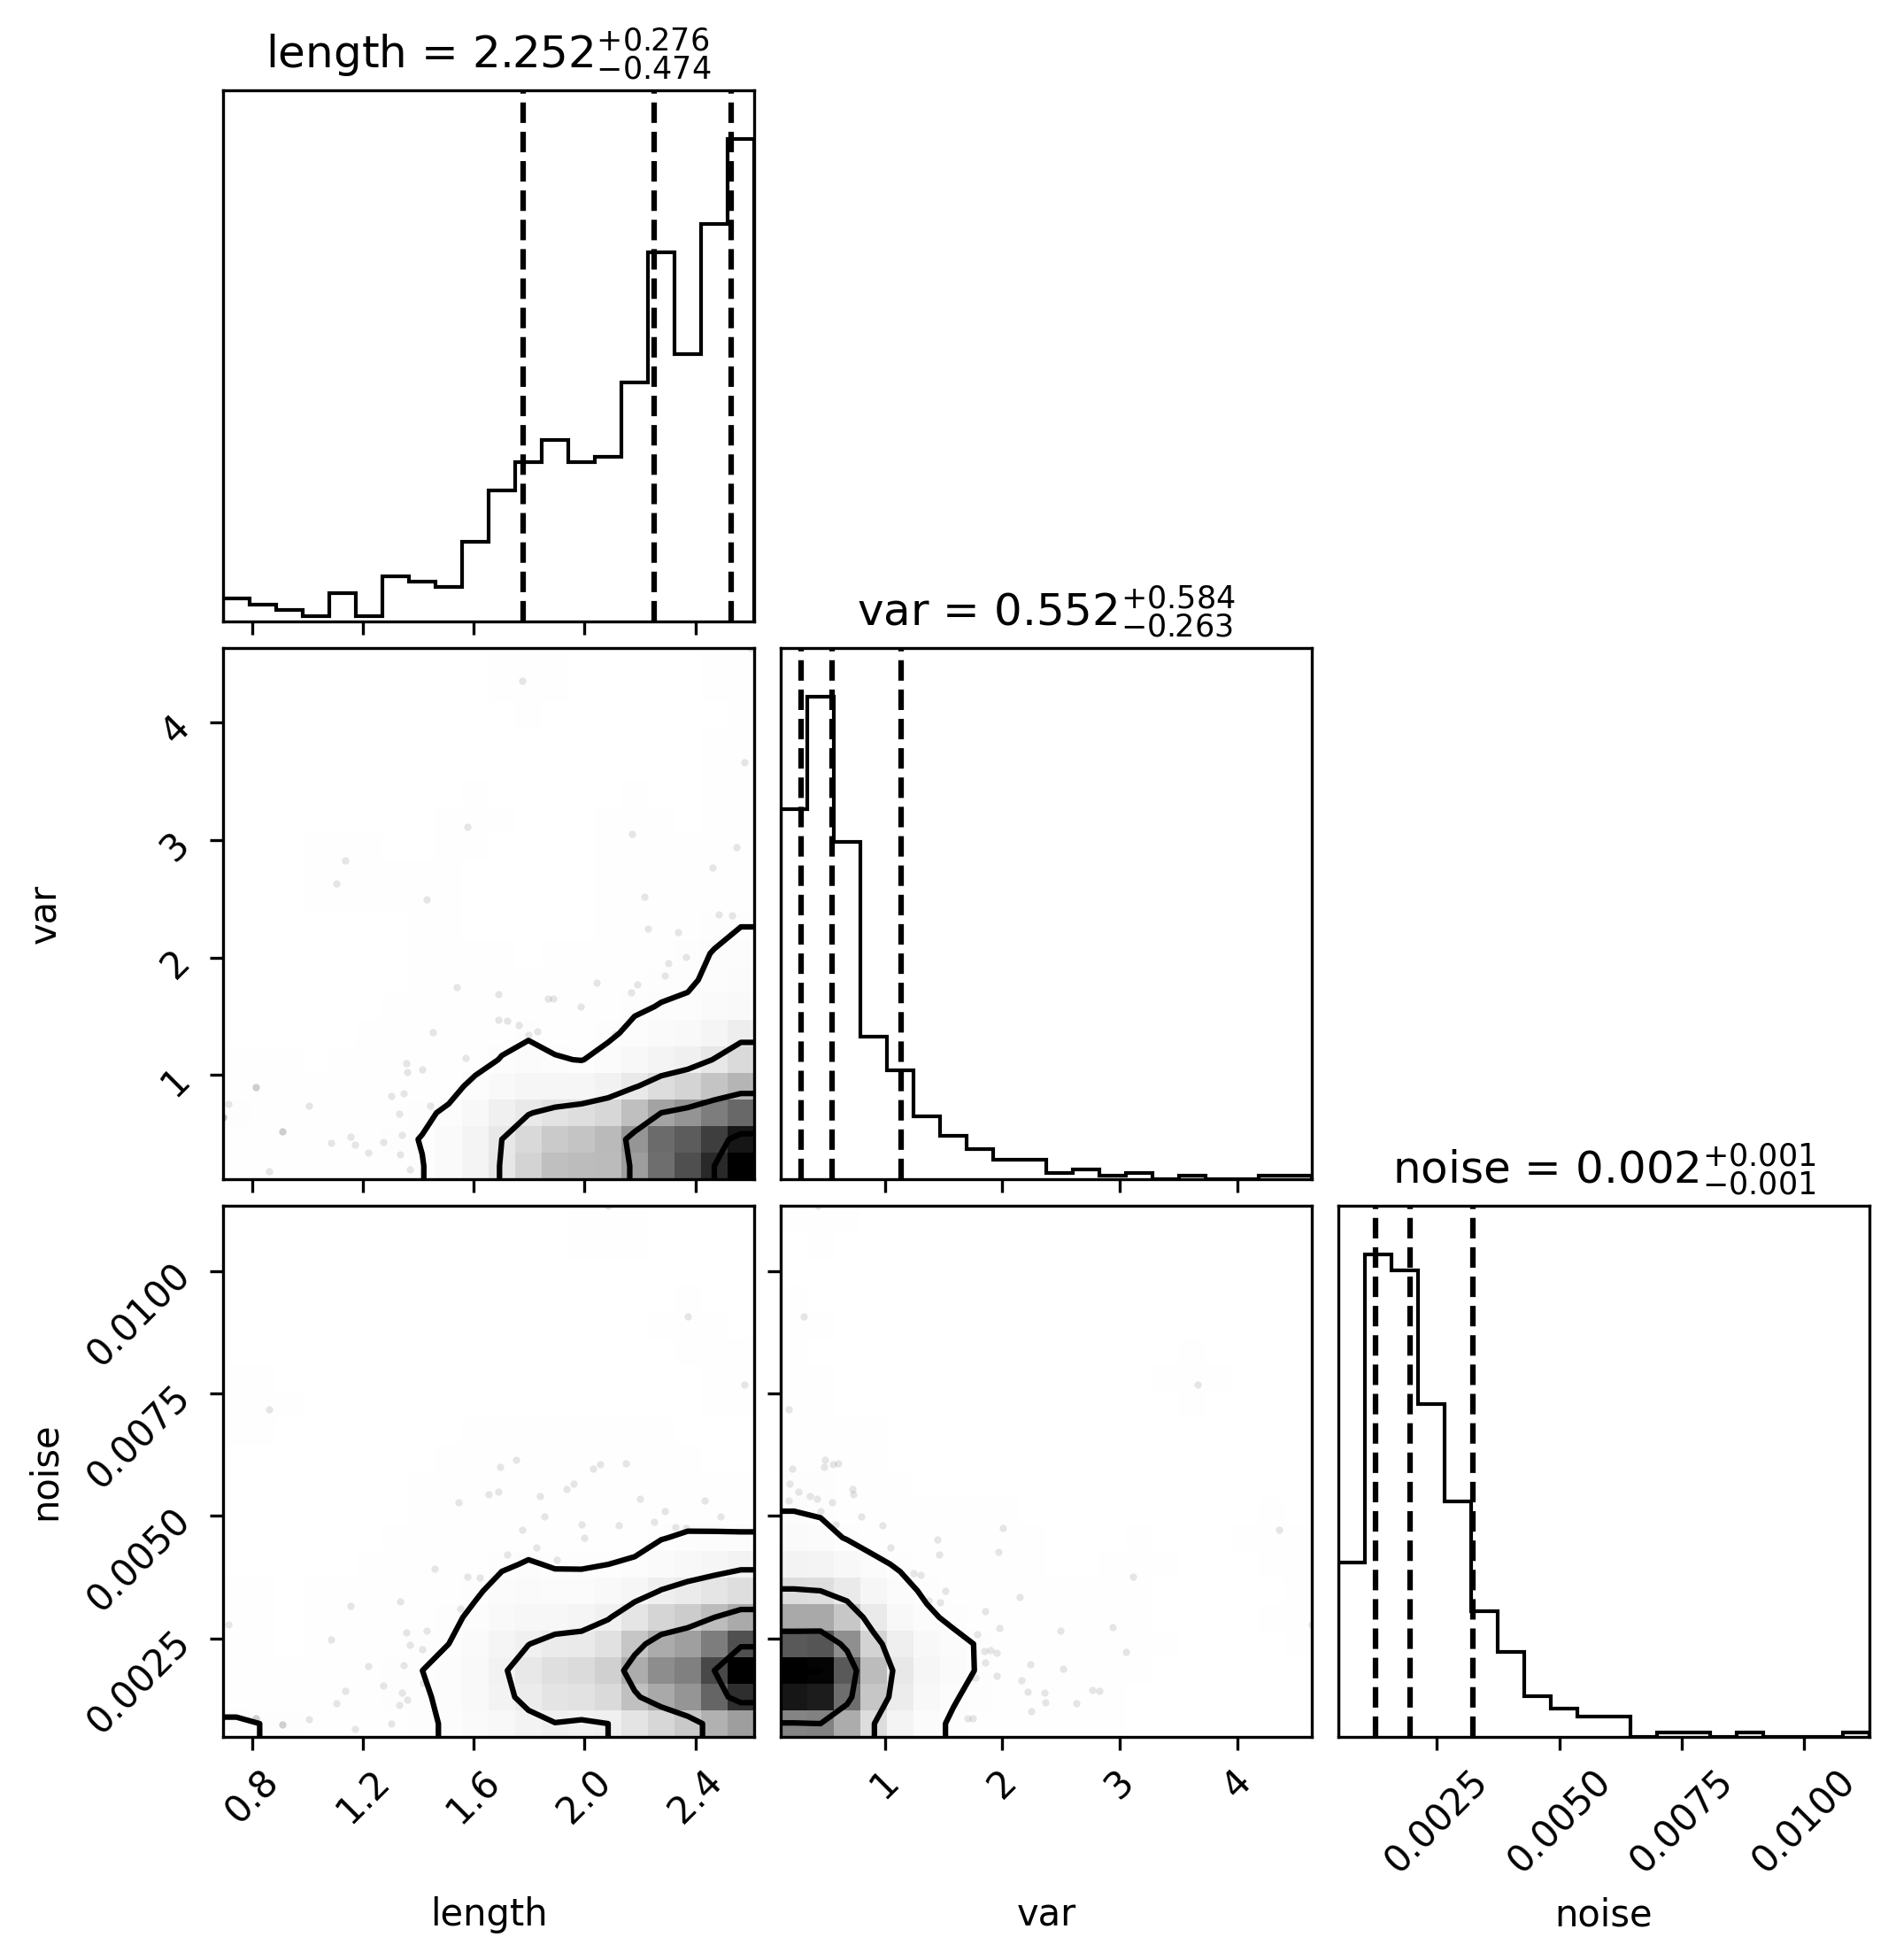 length = 2.252 +0.276 −0.474
var = 0.552 +0.584 −0.263
4
3
2
1
var
noise = 0.002 +0.001 −0.001
0.0100
0.0075
0.0050
0.0025
noise
0.8 1.2 1.6 2.0 2.4
1 2 3 4
0.0025 0.0050 0.0075 0.0100
length
var
noise